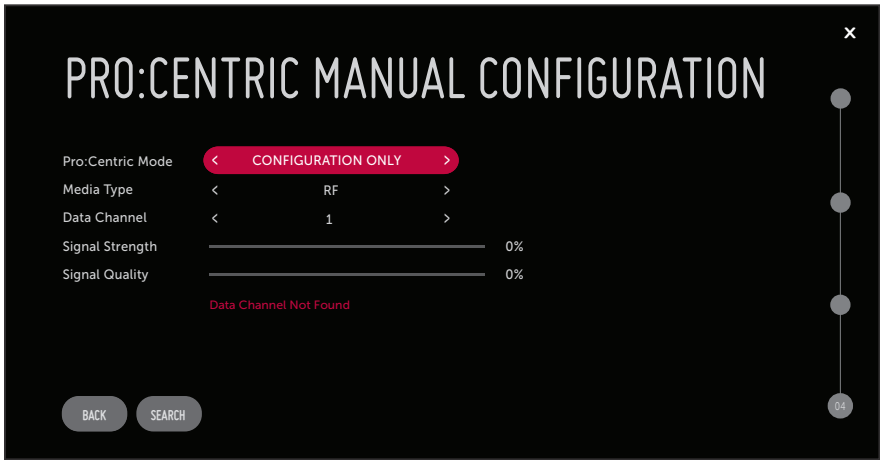 X
PRO:CENTRIC MANUAL CONFIGURATION
Pro:Centric Mode < CONFIGURATION ONLY >
Media Type < RF >
Data Channel < 1 >
Signal Strength 0%
Signal Quality 0%
Data Channel Not Found
BACK SEARCH 04